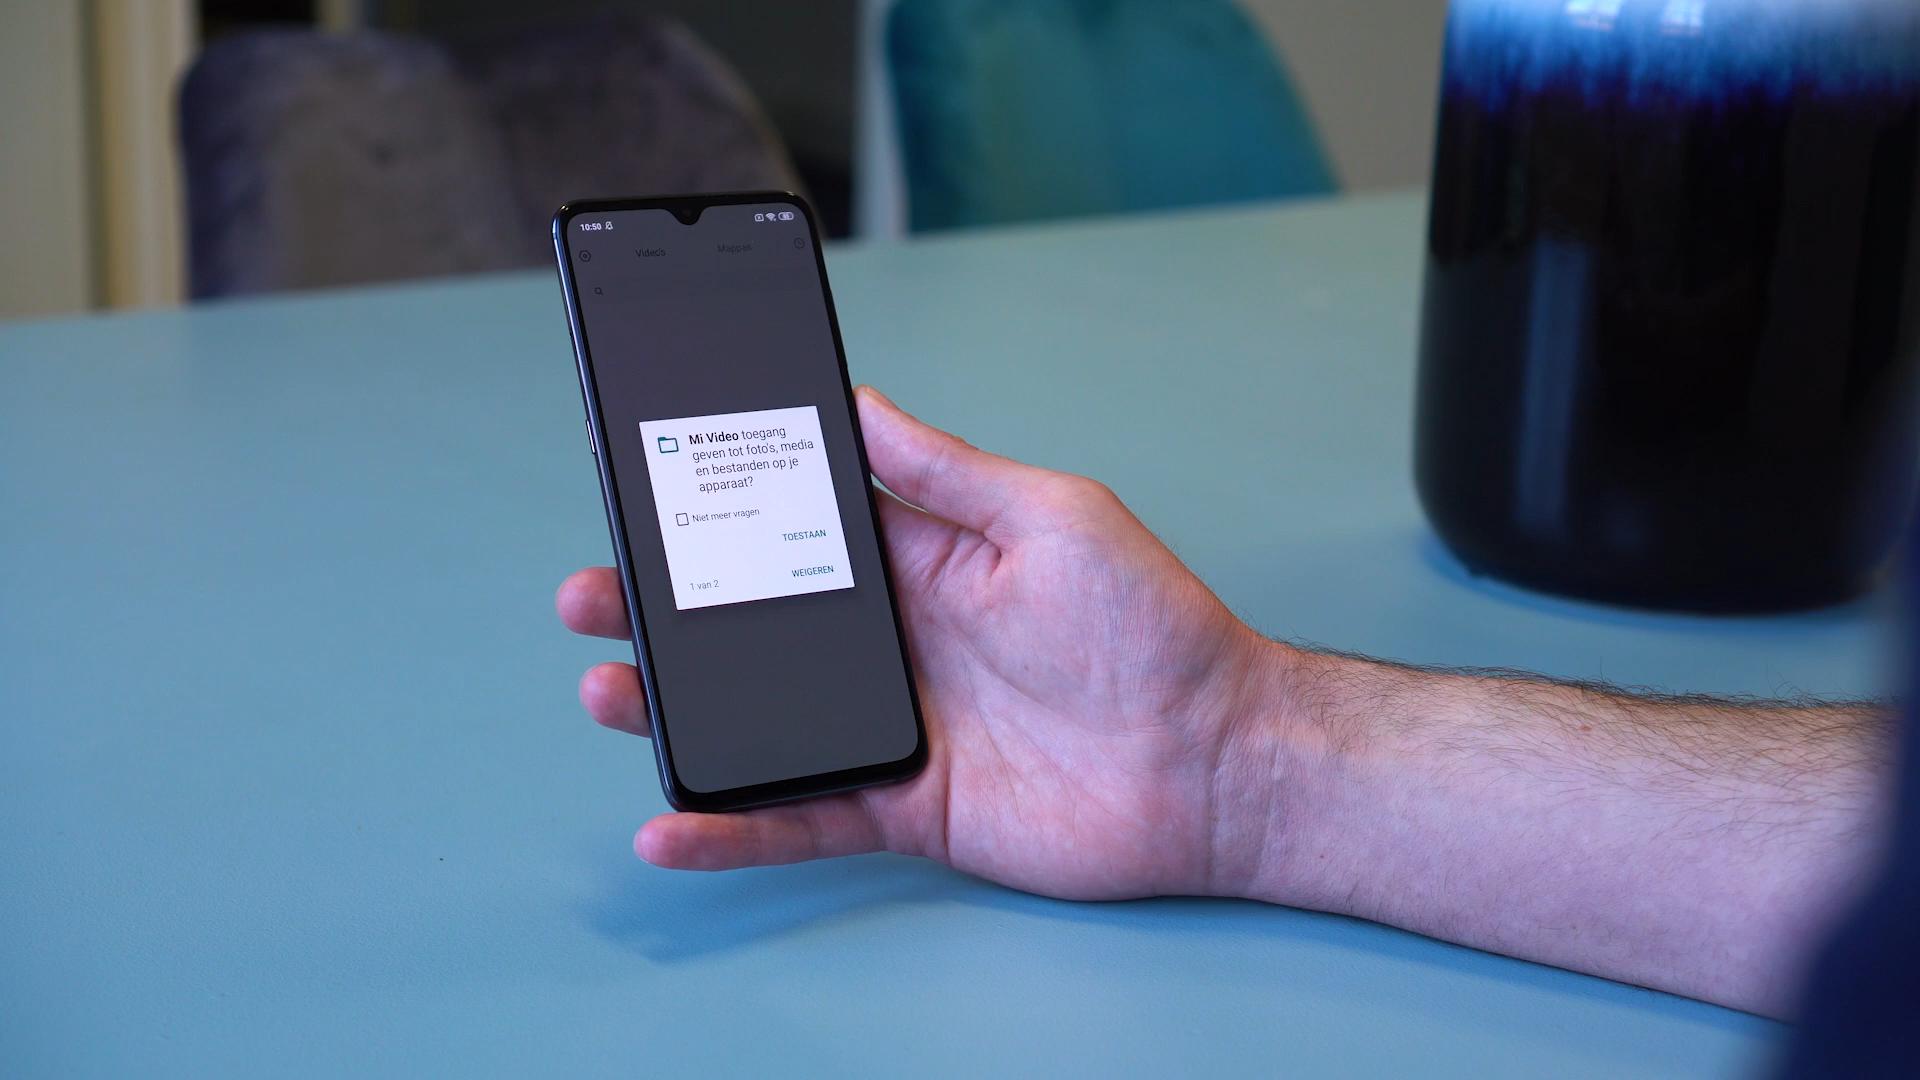 10:50
Video's Mappen
Mi Video toegang
geven tot foto's, media
en bestanden op je
apparaat?
Niet meer vragen
TOESTAAN
1 van 2
WEIGEREN